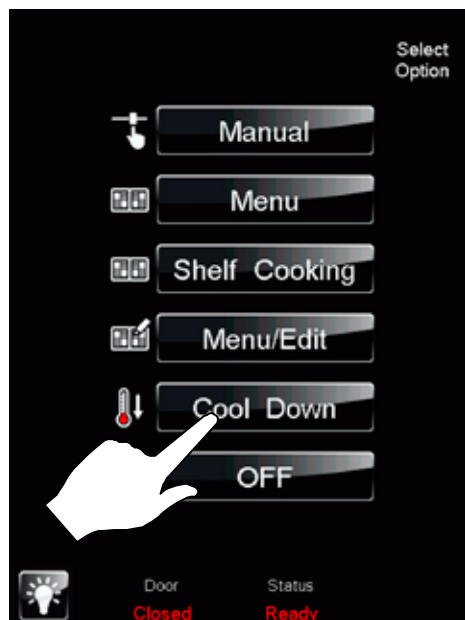 Select
Option
Manual
Menu
Shelf Cooking
Menu/Edit
Cool Down
OFF
Door Status
Closed Ready